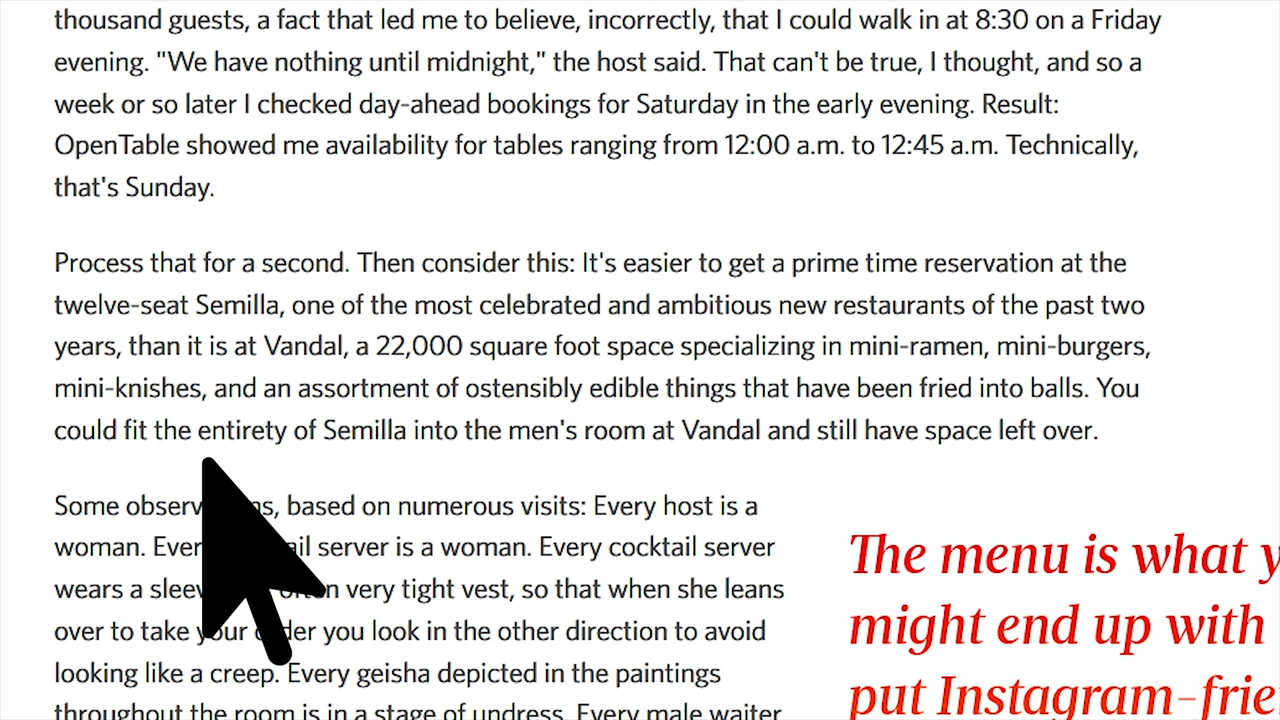 thousand guests, a fact that led me to believe, incorrectly, that I could walk in at 8:30 on a Friday
evening. "We have nothing until midnight," the host said. That can't be true, I thought, and so a
week or so later I checked day-ahead bookings for Saturday in the early evening. Result:
OpenTable showed me availability for tables ranging from 12:00 a.m. to 12:45 a.m. Technically,
that's Sunday.
Process that for a second. Then consider this: It's easier to get a prime time reservation at the
twelve-seat Semilla, one of the most celebrated and ambitious new restaurants of the past two
years, than it is at Vandal, a 22,000 square foot space specializing in mini-ramen, mini-burgers,
mini-knishes, and an assortment of ostensibly edible things that have been fried into balls. You
could fit the entirety of Semilla into the men's room at Vandal and still have space left over.
Some based on numerous visits: Every host is a
woman. server is a woman. Every cocktail server
wears a very tight vest, so that when she leans
over to take you look in the other direction to avoid
looking like a creep. Every geisha depicted in the paintings
throughout the room is in a stage of undress. Every male waiter
The menu is what
might end up with
put